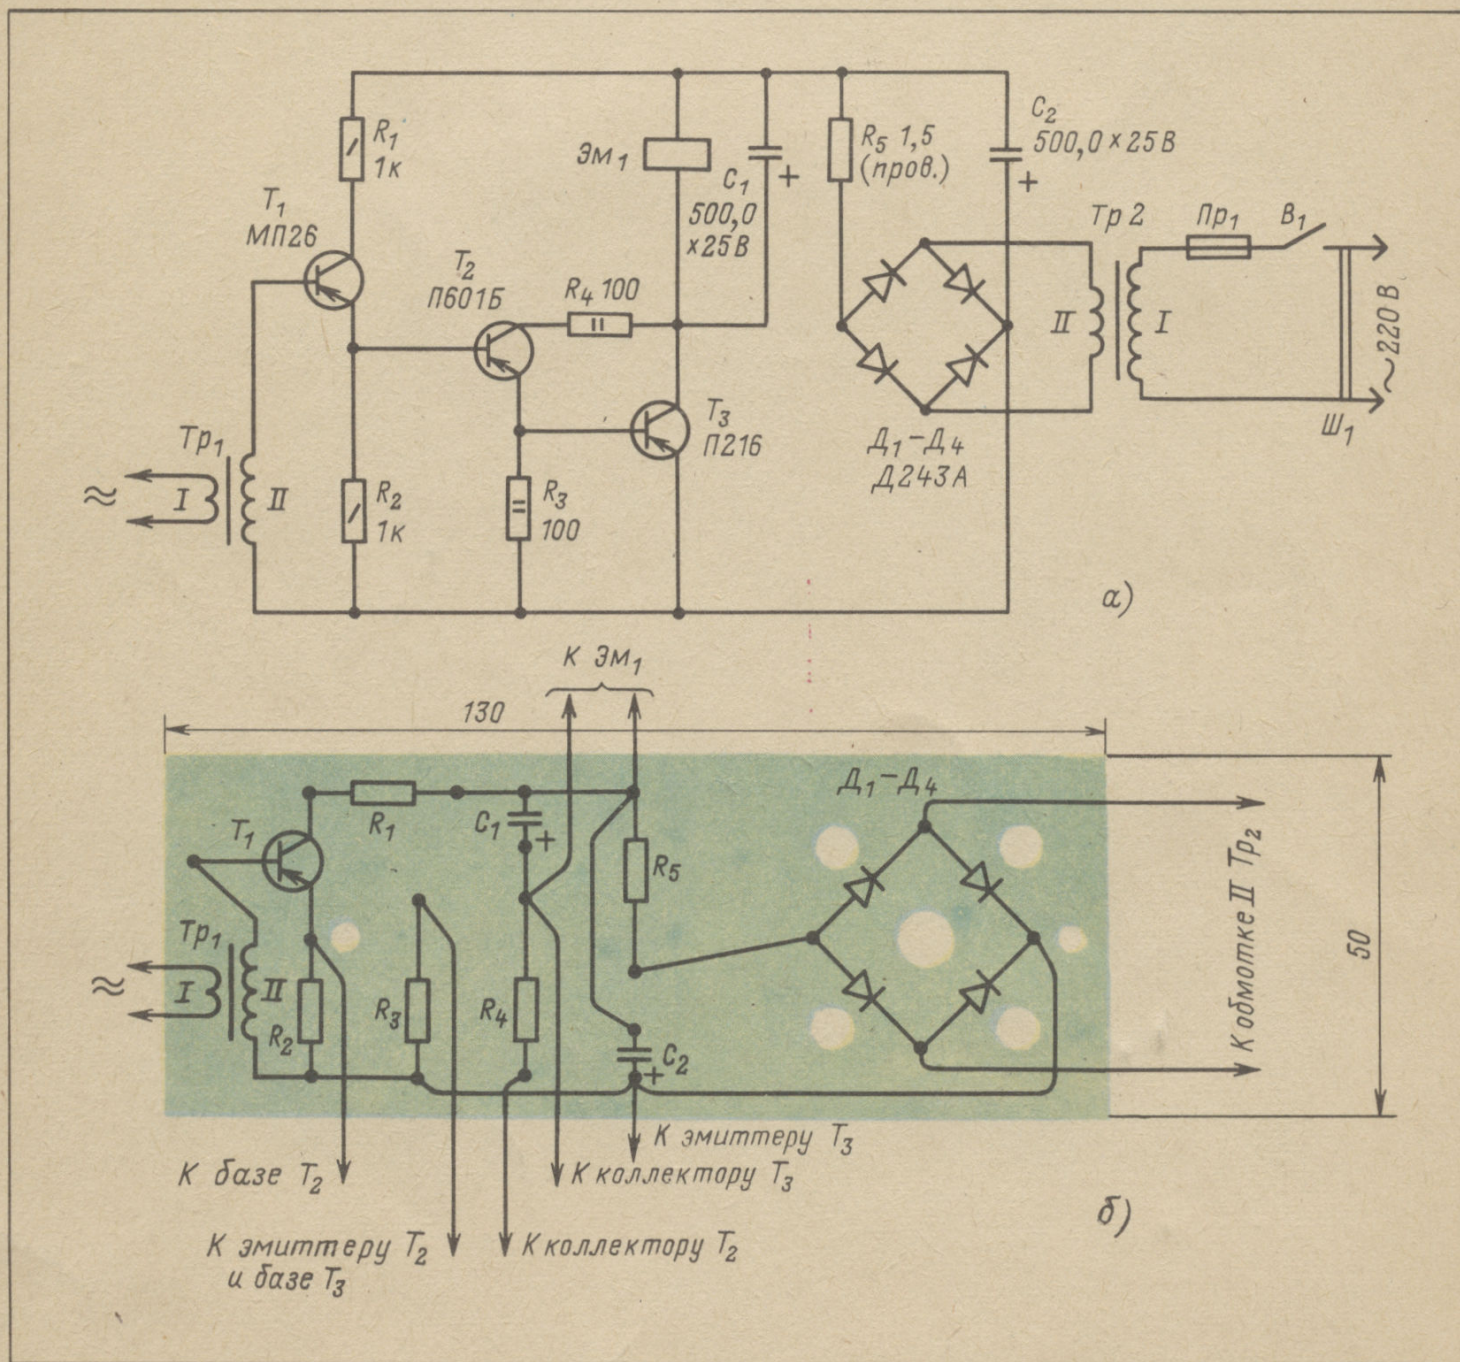 R₁
1к
Эм₁
C₁
+
500,0
×25В
R₅ 1,5
(пров.)
C₂
500,0×25В
+
T₁
МП26
T₂
П601Б
R₄ 100
Тр 2
Пр₁
В₁
II
I
~220В
Ш₁
T₃
П216
Д₁–Д₄
Д243А
Тр₁
≈
I
II
R₂
1к
R₃
100
а)
К Эм₁
130
Д₁–Д₄
T₁
R₁
C₁
+
R₅
Тр₁
≈
I
II
R₂
R₃
R₄
C₂
+
К обмотке II Тр₂
50
К эмиттеру T₃
К базе T₂
К коллектору T₃
К эмиттеру T₂
и базе T₃
К коллектору T₂
б)